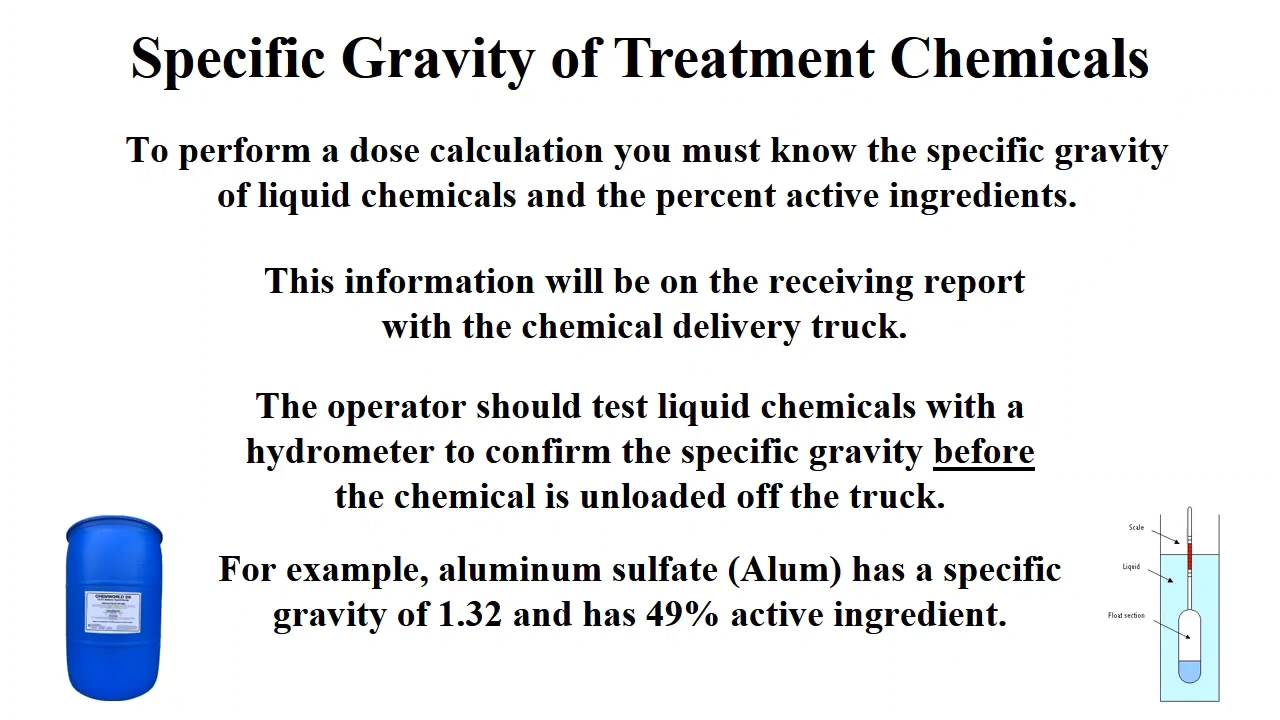 Specific Gravity of Treatment Chemicals
To perform a dose calculation you must know the specific gravity
of liquid chemicals and the percent active ingredients.
This information will be on the receiving report
with the chemical delivery truck.
The operator should test liquid chemicals with a
hydrometer to confirm the specific gravity before
the chemical is unloaded off the truck.
For example, aluminum sulfate (Alum) has a specific
gravity of 1.32 and has 49% active ingredient.
Scale
Liquid
Float section